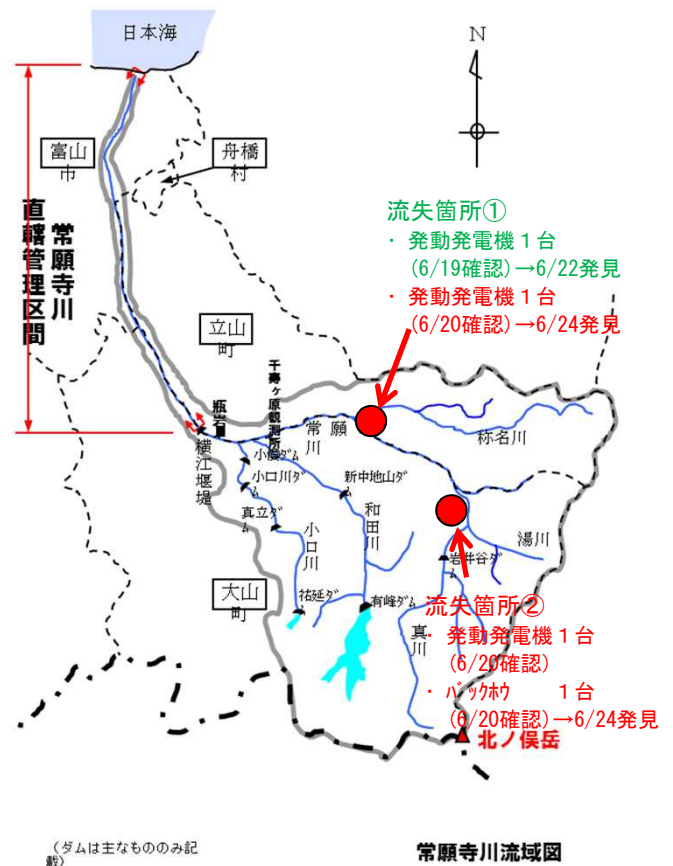 日本海
N
富山
市
舟橋
村
常願寺川
直轄管理区間
流失箇所①
・ 発動発電機１台
(6/19確認)→6/22発見
・ 発動発電機１台
(6/20確認)→6/24発見
立山
町
千寿ヶ原観測所
瓶岩
横江堰堤
常願
川
称名川
小俣ダム
小口川ダ
ム
新中地山ダ
ム
真立ダ
ム
小口川
和田川
湯川
岩井谷ダ
ム
大山
町
祐延ダ
ム
有峰ダム
真川
流失箇所②
・ 発動発電機１台
(6/20確認)
・ バックホウ １台
(6/20確認)→6/24発見
北ノ俣岳
（ダムは主なもののみ記
載）
常願寺川流域図